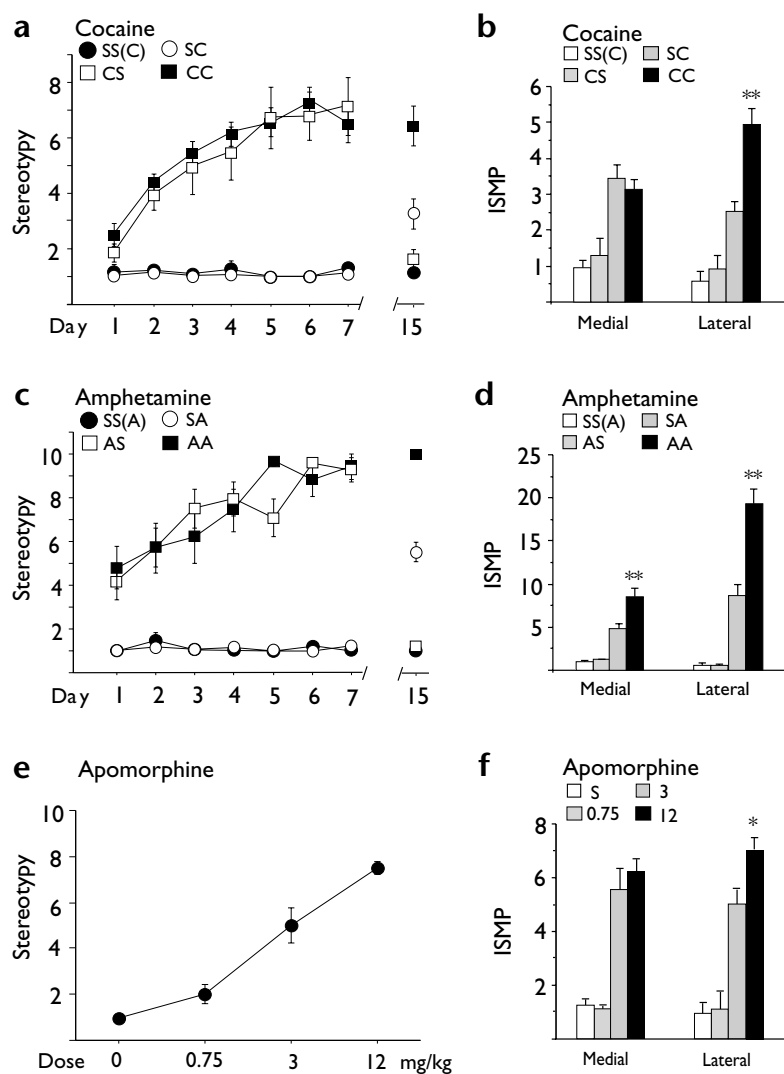 a
Cocaine
SS(C) SC
CS CC
8
6
4
2
Stereotypy
Day 1 2 3 4 5 6 7 15
b
Cocaine
SS(C) SC
CS CC
6
5
4
3
2
1
ISMP
**
Medial Lateral
c
Amphetamine
SS(A) SA
AS AA
10
8
6
4
2
Stereotypy
Day 1 2 3 4 5 6 7 15
d
Amphetamine
SS(A) SA
AS AA
25
20
15
10
5
ISMP
**
**
Medial Lateral
e Apomorphine
10
8
6
4
2
Stereotypy
Dose 0 0.75 3 12 mg/kg
f
Apomorphine
S 3
0.75 12
8
6
4
2
ISMP
*
Medial Lateral